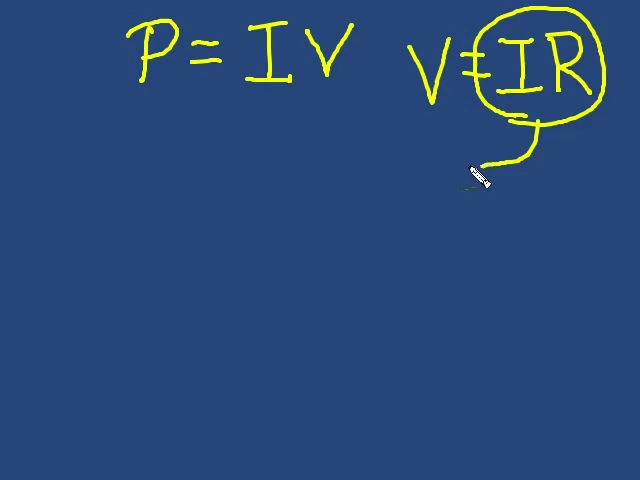 P = IV V = IR